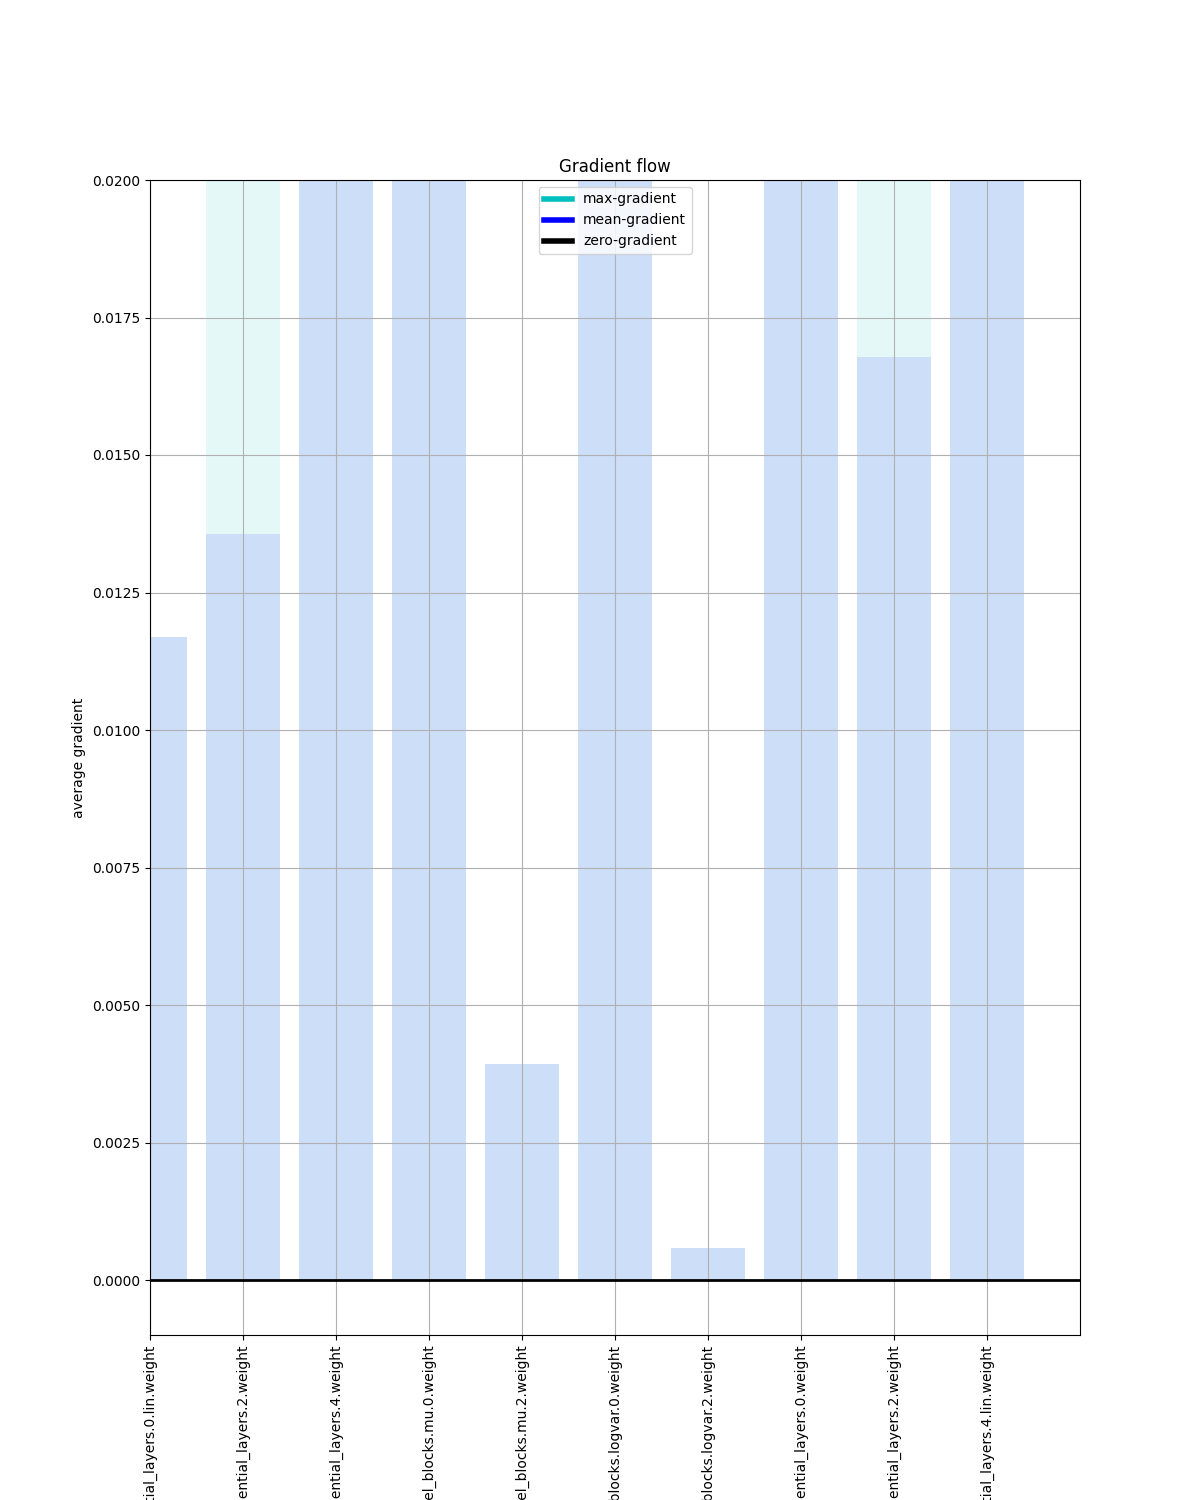 Gradient flow
max-gradient
mean-gradient
zero-gradient
0.0200
0.0175
0.0150
0.0125
0.0100
0.0075
0.0050
0.0025
0.0000
average gradient
tial_layers.0.lin.weight
ential_layers.2.weight
ential_layers.4.weight
el_blocks.mu.0.weight
el_blocks.mu.2.weight
blocks.logvar.0.weight
blocks.logvar.2.weight
ential_layers.0.weight
ential_layers.2.weight
tial_layers.4.lin.weight